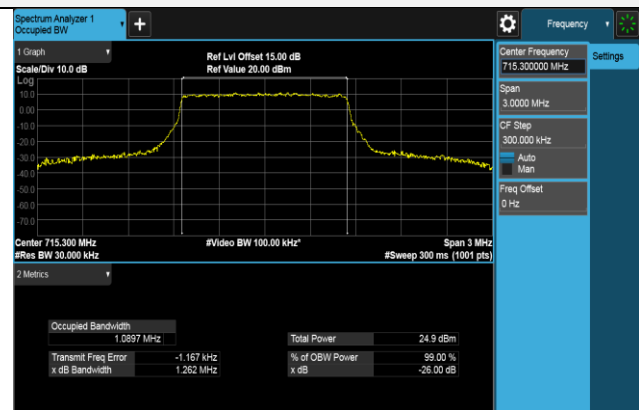 Spectrum Analyzer 1
Occupied BW
+
Frequency
1 Graph
Scale/Div 10.0 dB
Ref Lvl Offset 15.00 dB
Ref Value 20.00 dBm
Log
10.0
0.00
-10.0
-20.0
-30.0
-40.0
-50.0
-60.0
-70.0
Center 715.300 MHz
#Video BW 100.00 kHz*
Span 3 MHz
#Res BW 30.000 kHz
#Sweep 300 ms (1001 pts)
2 Metrics
Occupied Bandwidth
1.0897 MHz
Total Power 24.9 dBm
Transmit Freq Error -1.167 kHz
% of OBW Power 99.00 %
x dB Bandwidth 1.262 MHz
x dB -26.00 dB
Center Frequency
715.300000 MHz
Settings
Span
3.0000 MHz
CF Step
300.000 kHz
Auto
Man
Freq Offset
0 Hz